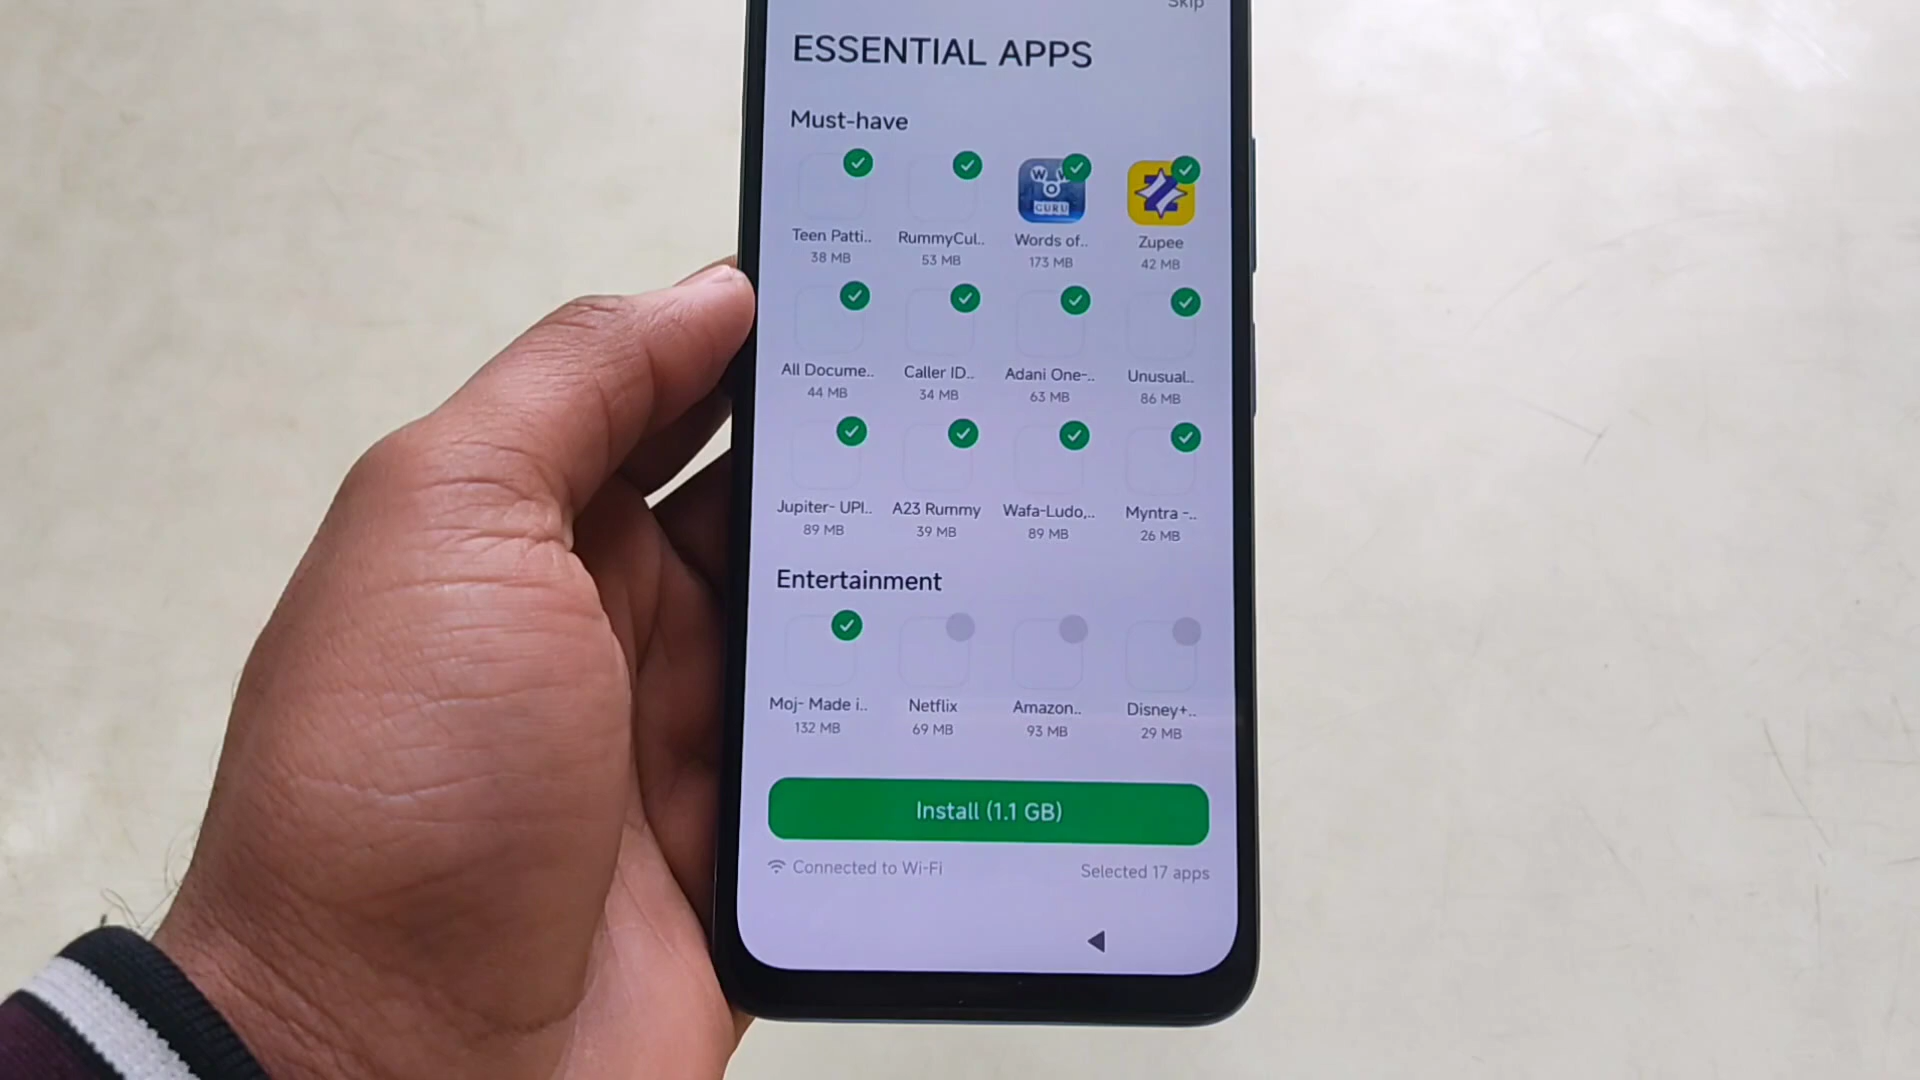 Skip
ESSENTIAL APPS
Must-have
W W
O
GURU
Teen Patti.. RummyCul.. Words of.. Zupee
38 MB 53 MB 173 MB 42 MB
All Docume.. Caller ID.. Adani One-.. Unusual..
44 MB 34 MB 63 MB 86 MB
Jupiter- UPI.. A23 Rummy Wafa-Ludo,.. Myntra -..
89 MB 39 MB 89 MB 26 MB
Entertainment
Moj- Made i.. Netflix Amazon.. Disney+..
132 MB 69 MB 93 MB 29 MB
Install (1.1 GB)
Connected to Wi-Fi Selected 17 apps